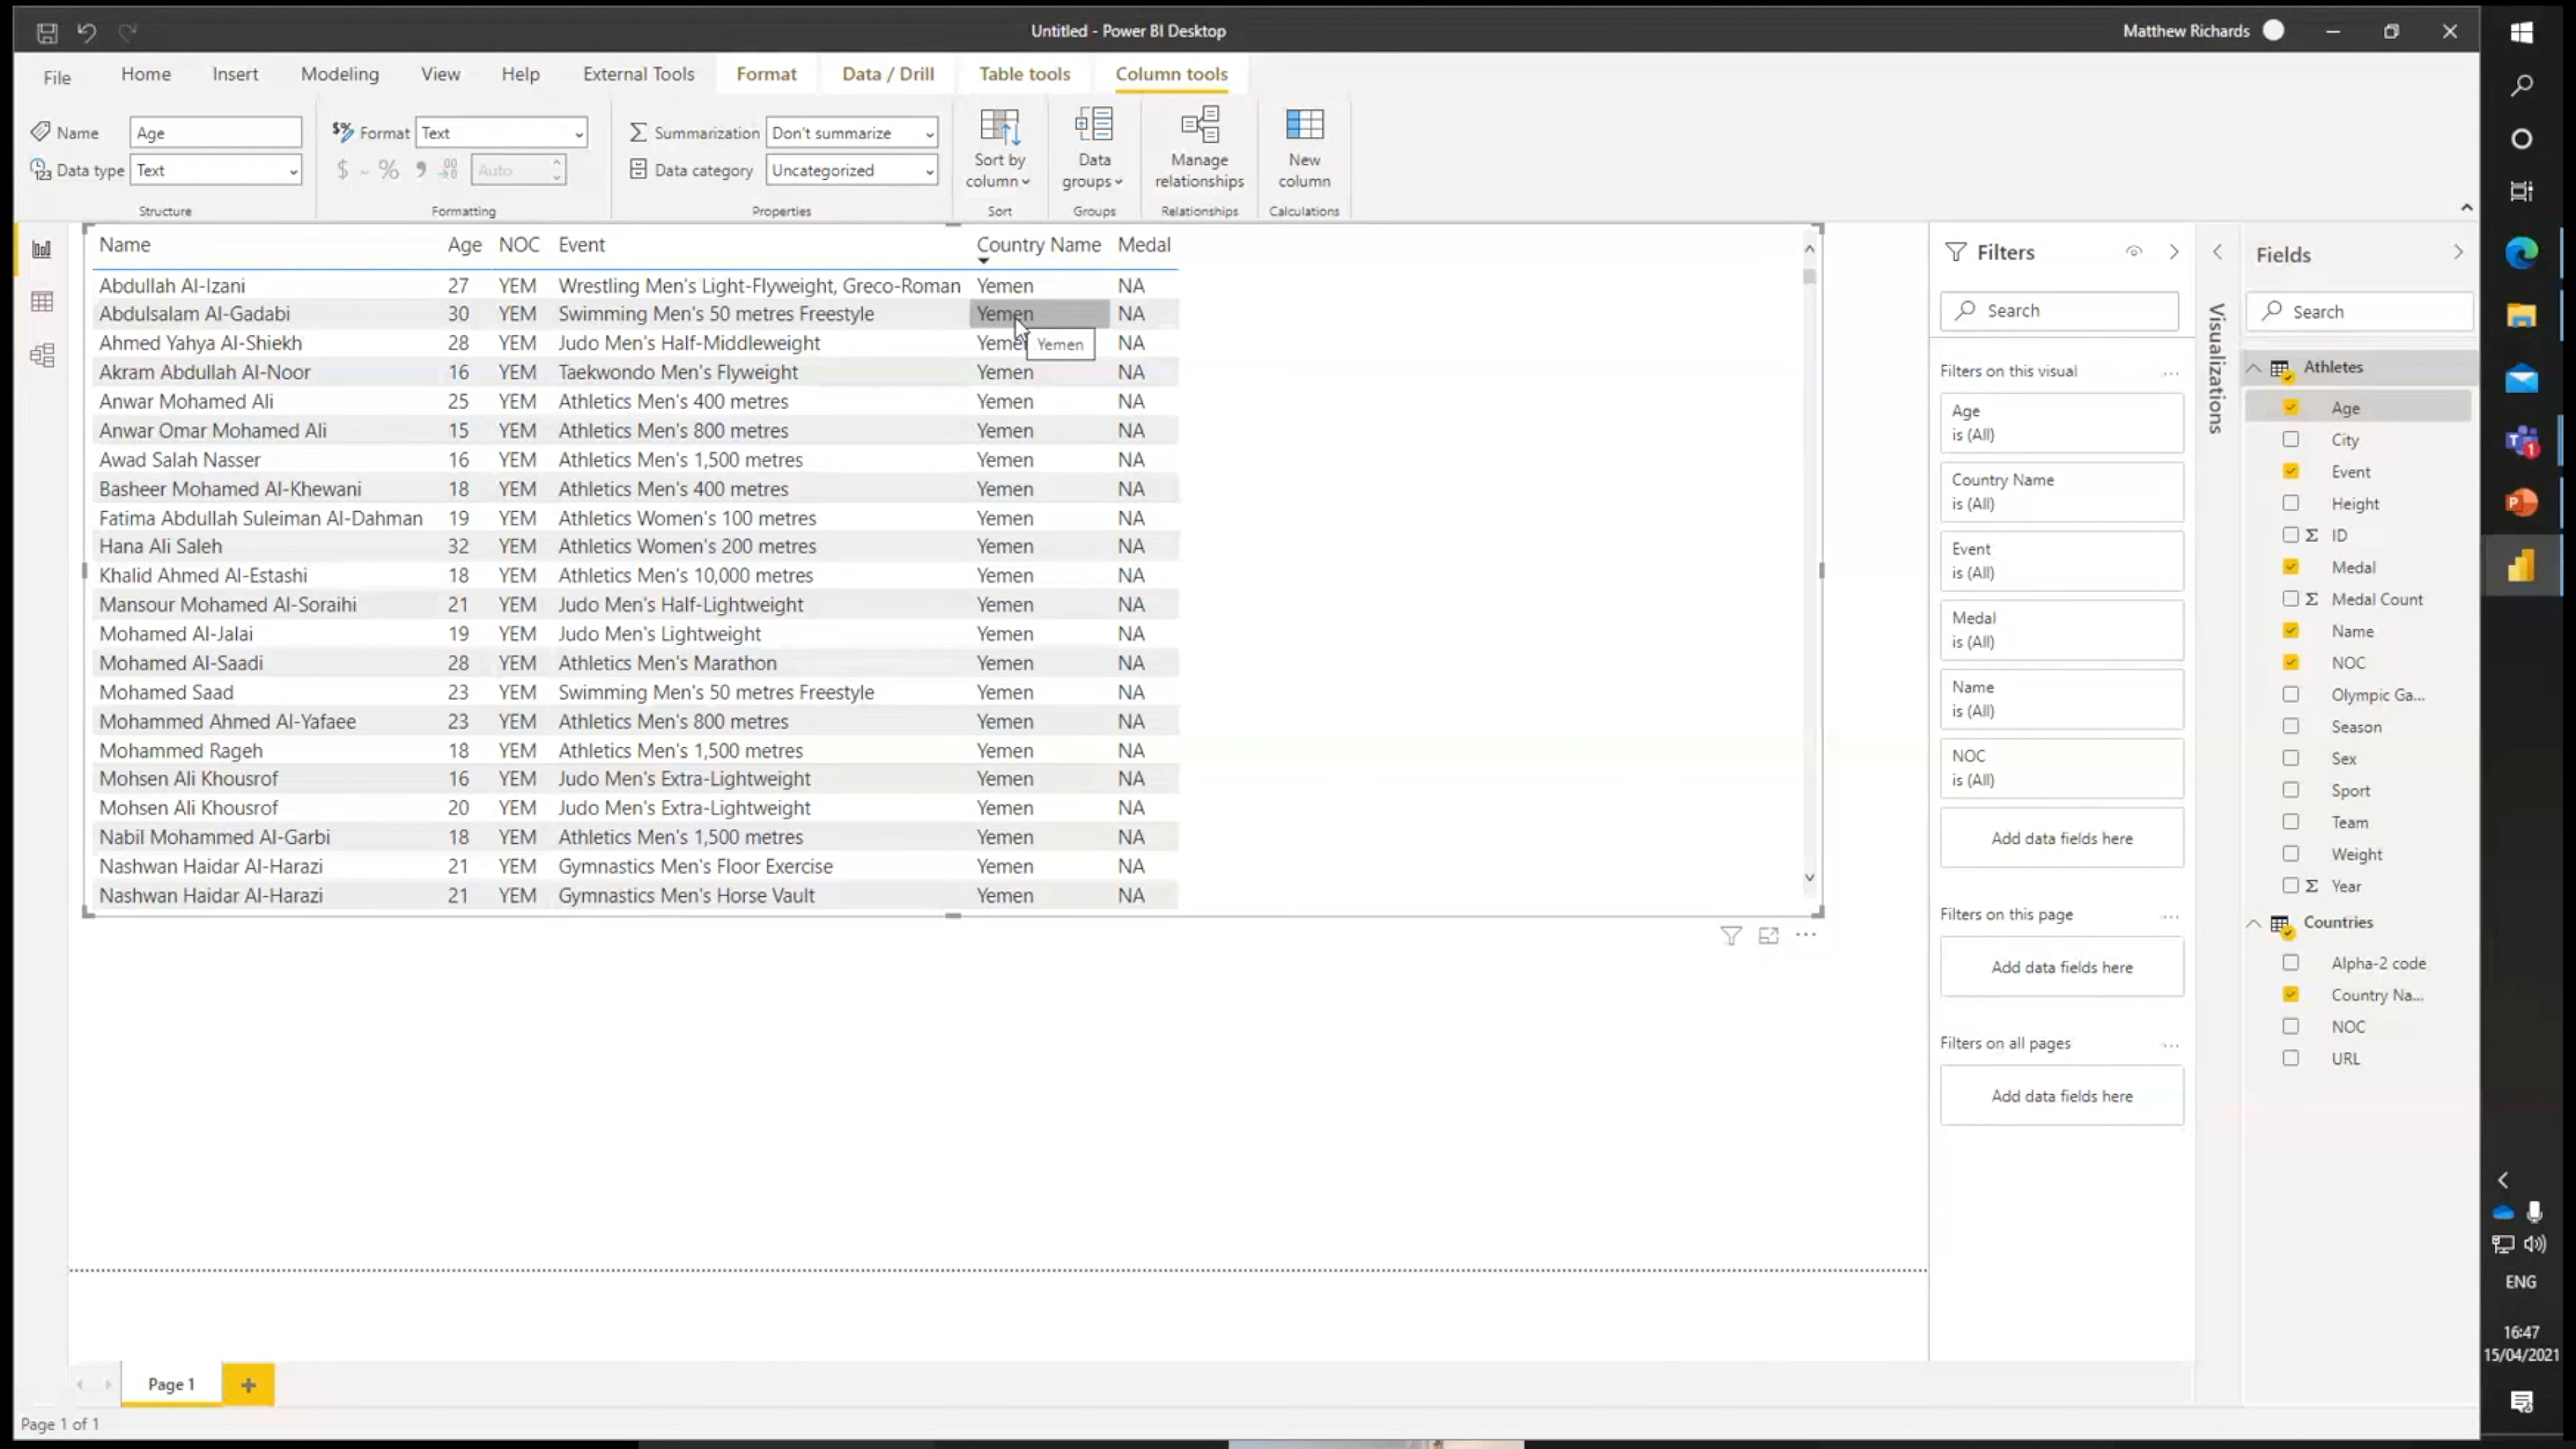 Untitled - Power BI Desktop
Matthew Richards
File
Home
Insert
Modeling
View
Help
External Tools
Format
Data / Drill
Table tools
Column tools
Name
Age
Data type
Text
Structure
Format
Text
$
%
Auto
Formatting
Summarization
Don't summarize
Data category
Uncategorized
Properties
Sort by
column
Sort
Data
groups
Groups
Manage
relationships
Relationships
New
column
Calculations
Name Age NOC Event Country Name Medal
Abdullah Al-Izani 27 YEM Wrestling Men's Light-Flyweight, Greco-Roman Yemen NA
Abdulsalam Al-Gadabi 30 YEM Swimming Men's 50 metres Freestyle Yemen NA
Ahmed Yahya Al-Shiekh 28 YEM Judo Men's Half-Middleweight Yemen NA
Yemen
Akram Abdullah Al-Noor 16 YEM Taekwondo Men's Flyweight Yemen NA
Anwar Mohamed Ali 25 YEM Athletics Men's 400 metres Yemen NA
Anwar Omar Mohamed Ali 15 YEM Athletics Men's 800 metres Yemen NA
Awad Salah Nasser 16 YEM Athletics Men's 1,500 metres Yemen NA
Basheer Mohamed Al-Khewani 18 YEM Athletics Men's 400 metres Yemen NA
Fatima Abdullah Suleiman Al-Dahman 19 YEM Athletics Women's 100 metres Yemen NA
Hana Ali Saleh 32 YEM Athletics Women's 200 metres Yemen NA
Khalid Ahmed Al-Estashi 18 YEM Athletics Men's 10,000 metres Yemen NA
Mansour Mohamed Al-Soraihi 21 YEM Judo Men's Half-Lightweight Yemen NA
Mohamed Al-Jalai 19 YEM Judo Men's Lightweight Yemen NA
Mohamed Al-Saadi 28 YEM Athletics Men's Marathon Yemen NA
Mohamed Saad 23 YEM Swimming Men's 50 metres Freestyle Yemen NA
Mohammed Ahmed Al-Yafaee 23 YEM Athletics Men's 800 metres Yemen NA
Mohammed Rageh 18 YEM Athletics Men's 1,500 metres Yemen NA
Mohsen Ali Khousrof 16 YEM Judo Men's Extra-Lightweight Yemen NA
Mohsen Ali Khousrof 20 YEM Judo Men's Extra-Lightweight Yemen NA
Nabil Mohammed Al-Garbi 18 YEM Athletics Men's 1,500 metres Yemen NA
Nashwan Haidar Al-Harazi 21 YEM Gymnastics Men's Floor Exercise Yemen NA
Nashwan Haidar Al-Harazi 21 YEM Gymnastics Men's Horse Vault Yemen NA
Filters
Search
Filters on this visual
Age
is (All)
Country Name
is (All)
Event
is (All)
Medal
is (All)
Name
is (All)
NOC
is (All)
Add data fields here
Filters on this page
Add data fields here
Filters on all pages
Add data fields here
Visualizations
Fields
Search
Athletes
Age
City
Event
Height
Σ ID
Medal
Σ Medal Count
Name
NOC
Olympic Ga...
Season
Sex
Sport
Team
Weight
Σ Year
Countries
Alpha-2 code
Country Na...
NOC
URL
Page 1
+
Page 1 of 1
1
ENG
16:47
15/04/2021